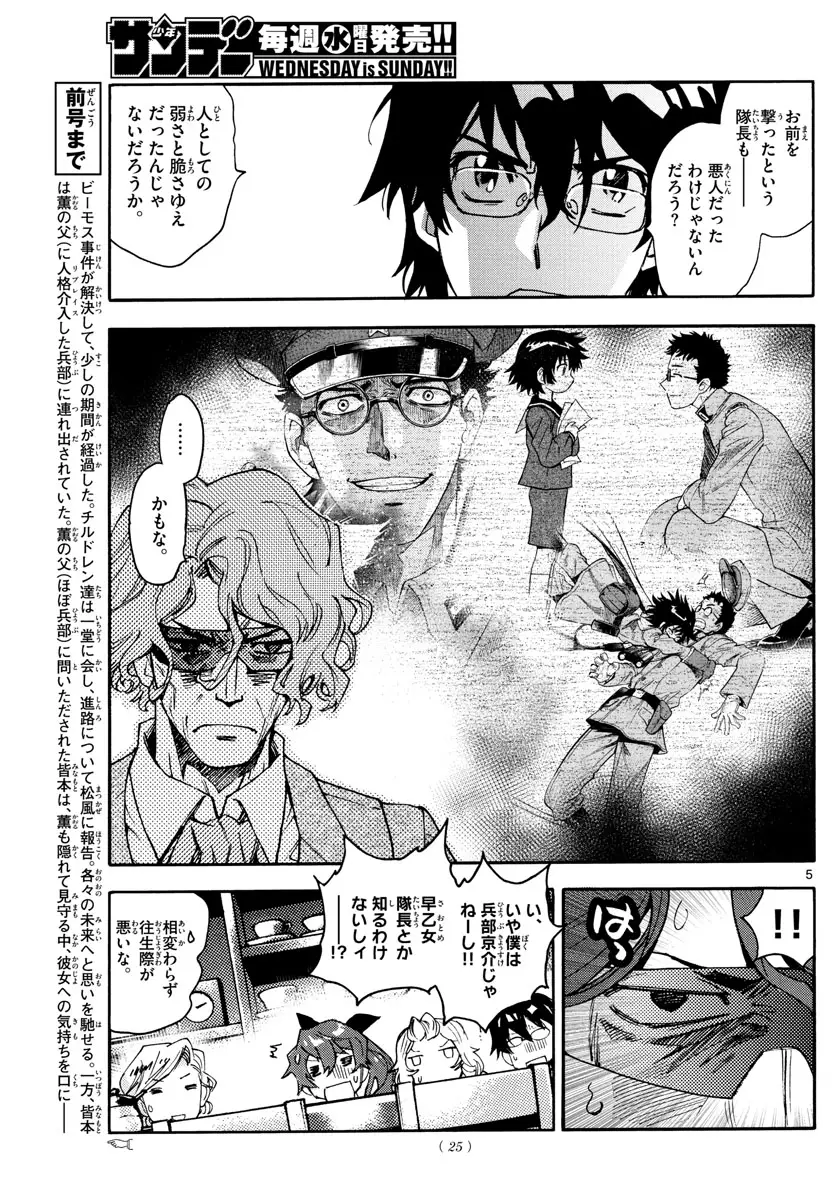 少年サンデー 毎週水曜日発売!!
WEDNESDAY is SUNDAY!!
お前を
撃ったという
隊長も──
悪人だった
わけじゃないん
だろう?
人としての
弱さと脆さゆえ
だったんじゃ
ないだろうか。
……
かもな。
!!
はっ
い、
いや僕は
兵部京介じゃ
ねーし!!
早乙女
隊長とか
知るわけ
ないしィ
──!?
相変わらず
往生際が
悪いな。
前号まで
ビーモス事件が解決して、少しの期間が経過した。チルドレン達は一堂に会し、進路について松風に報告。各々の未来へと思いを馳せる。一方、皆本
は薫の父(に人格介入した兵部)に連れ出されていた。薫の父(ほぼ兵部)に問いただされた皆本は、薫も隠れて見守る中、彼女への気持ちを口に──
5
(25)